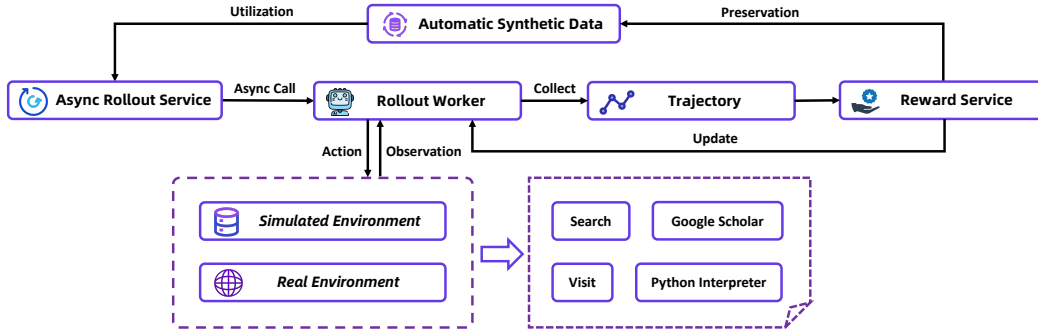 Utilization
Automatic Synthetic Data
Preservation
Async Rollout Service
Async Call
Rollout Worker
Collect
Trajectory
Reward Service
Action
Observation
Update
Simulated Environment
Real Environment
Search
Google Scholar
Visit
Python Interpreter